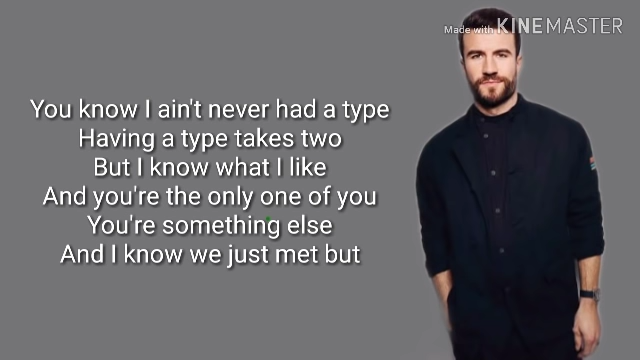 Made with KINEMASTER
You know I ain't never had a type
Having a type takes two
But I know what I like
And you're the only one of you
You're something else
And I know we just met but